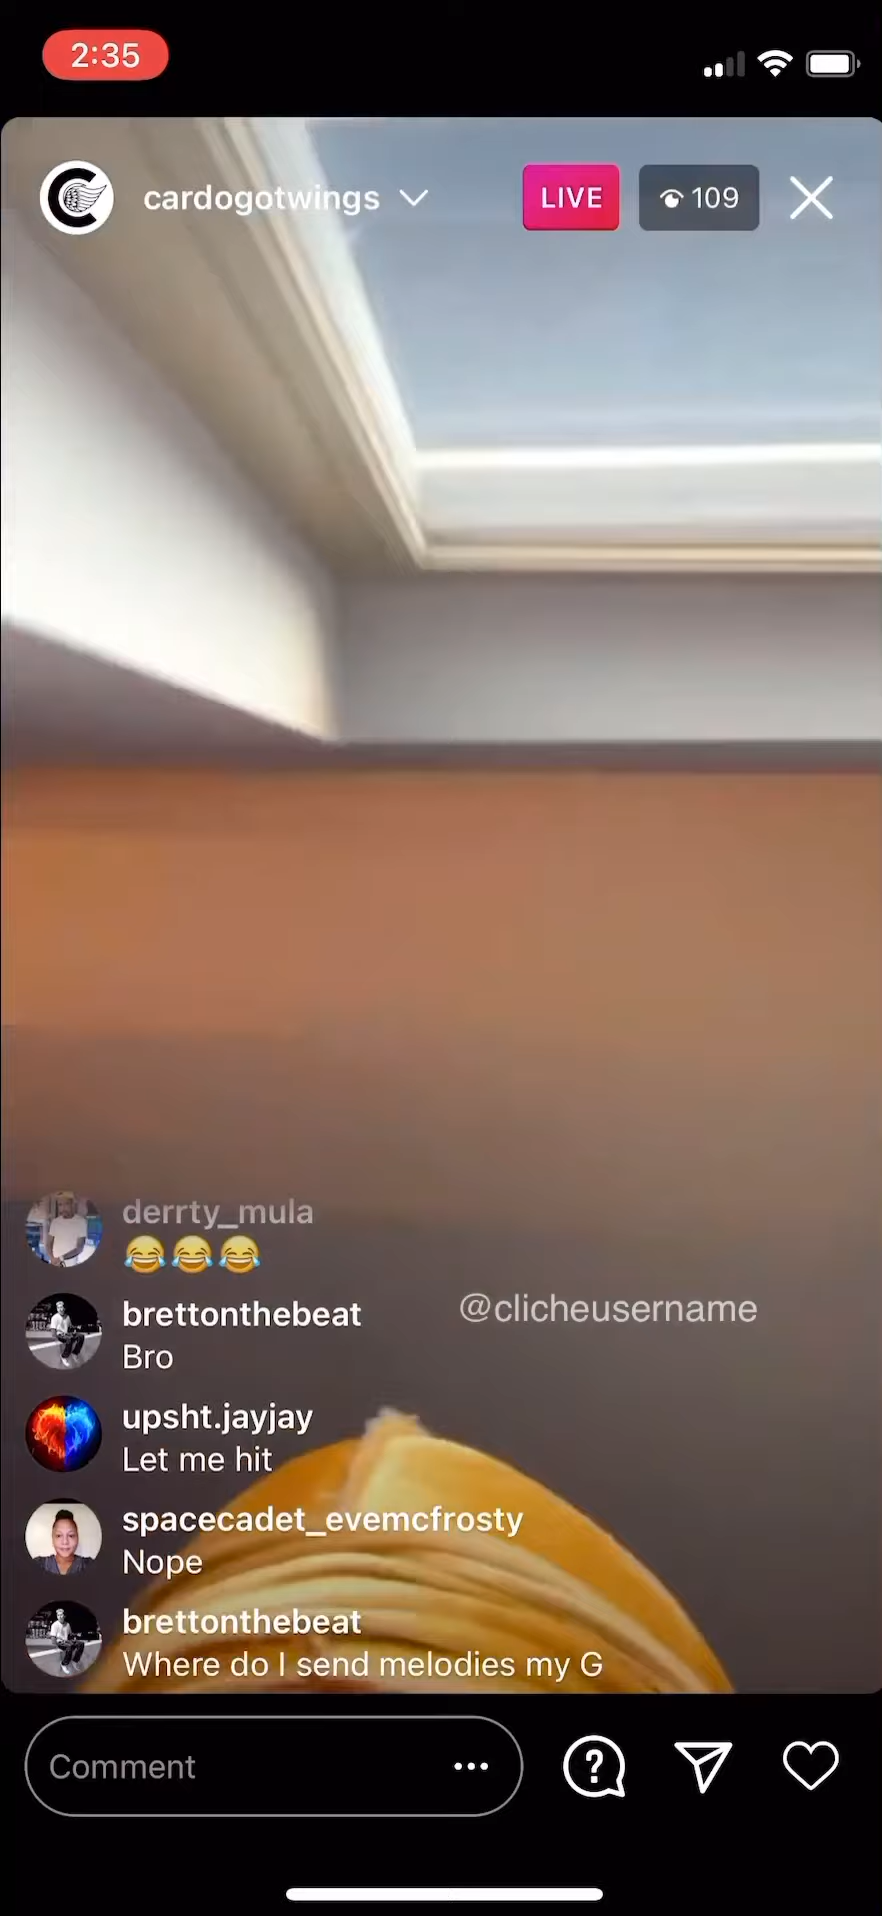 2:35
cardogotwings
LIVE
109
derrty_mula
😂😂😂
brettonthebeat
Bro
@clicheusername
upsht.jayjay
Let me hit
spacecadet_evemcfrosty
Nope
brettonthebeat
Where do I send melodies my G
Comment